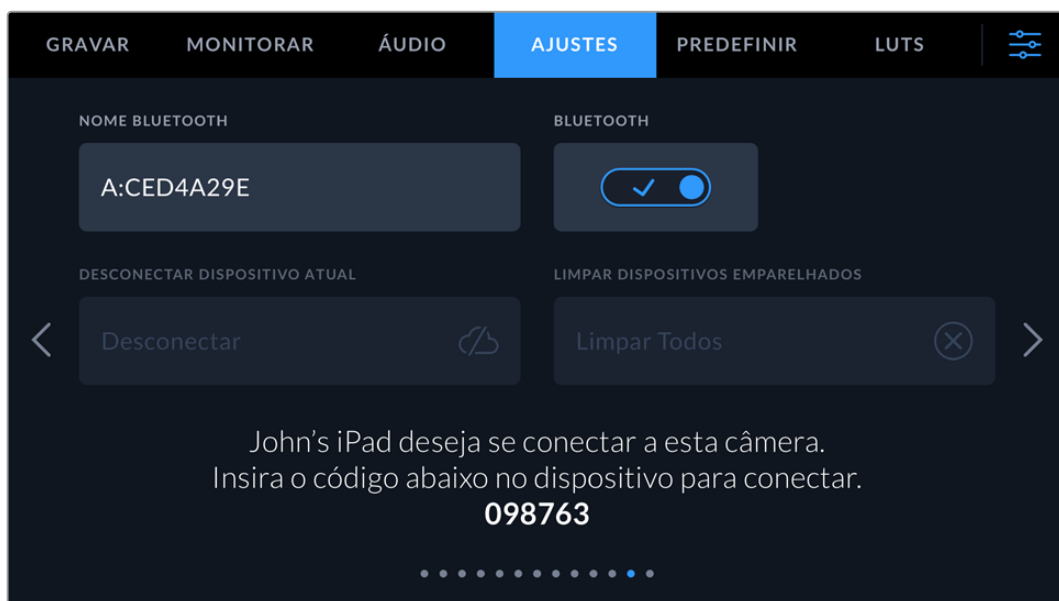 GRAVAR MONITORAR ÁUDIO AJUSTES PREDEFINIR LUTS
NOME BLUETOOTH BLUETOOTH
A:CED4A29E
DESCONECTAR DISPOSITIVO ATUAL LIMPAR DISPOSITIVOS EMPARELHADOS
Desconectar Limpar Todos
John’s iPad deseja se conectar a esta câmera.
Insira o código abaixo no dispositivo para conectar.
098763